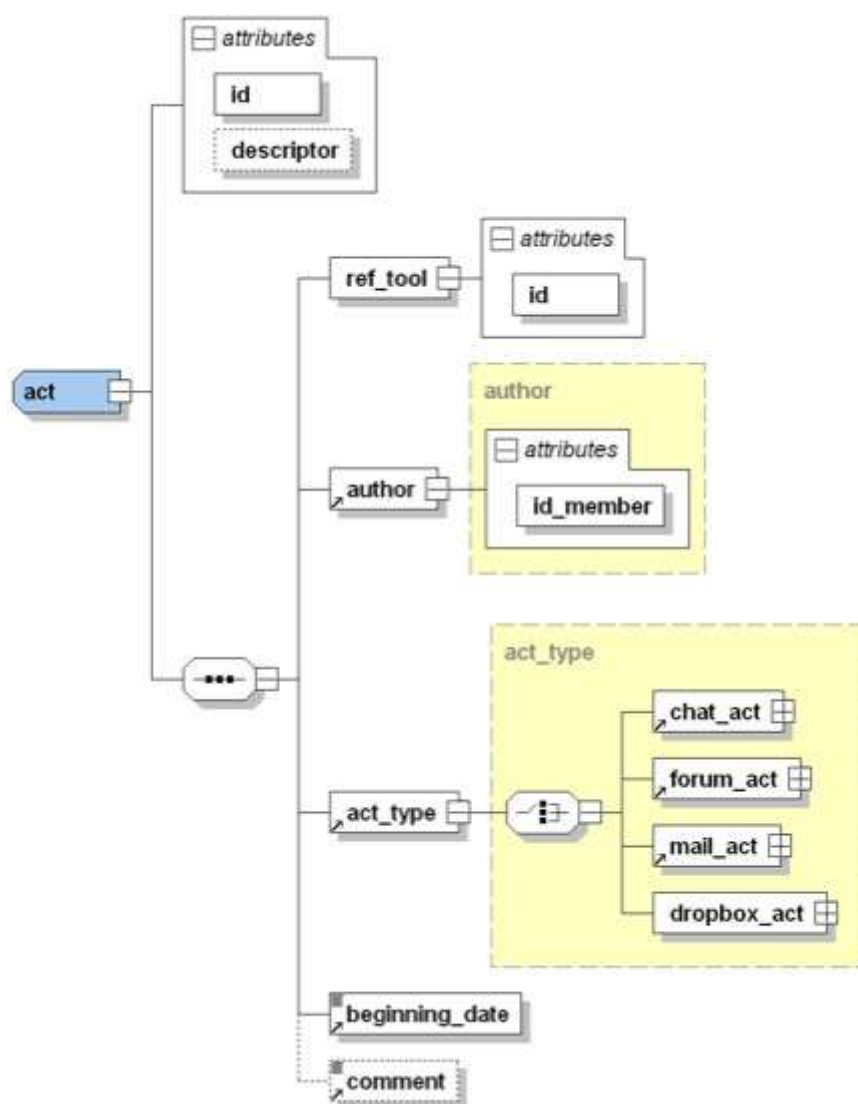 attributes
id
descriptor
attributes
ref_tool
id
act
author
attributes
author
id_member
act_type
chat_act
forum_act
act_type
mail_act
dropbox_act
beginning_date
comment